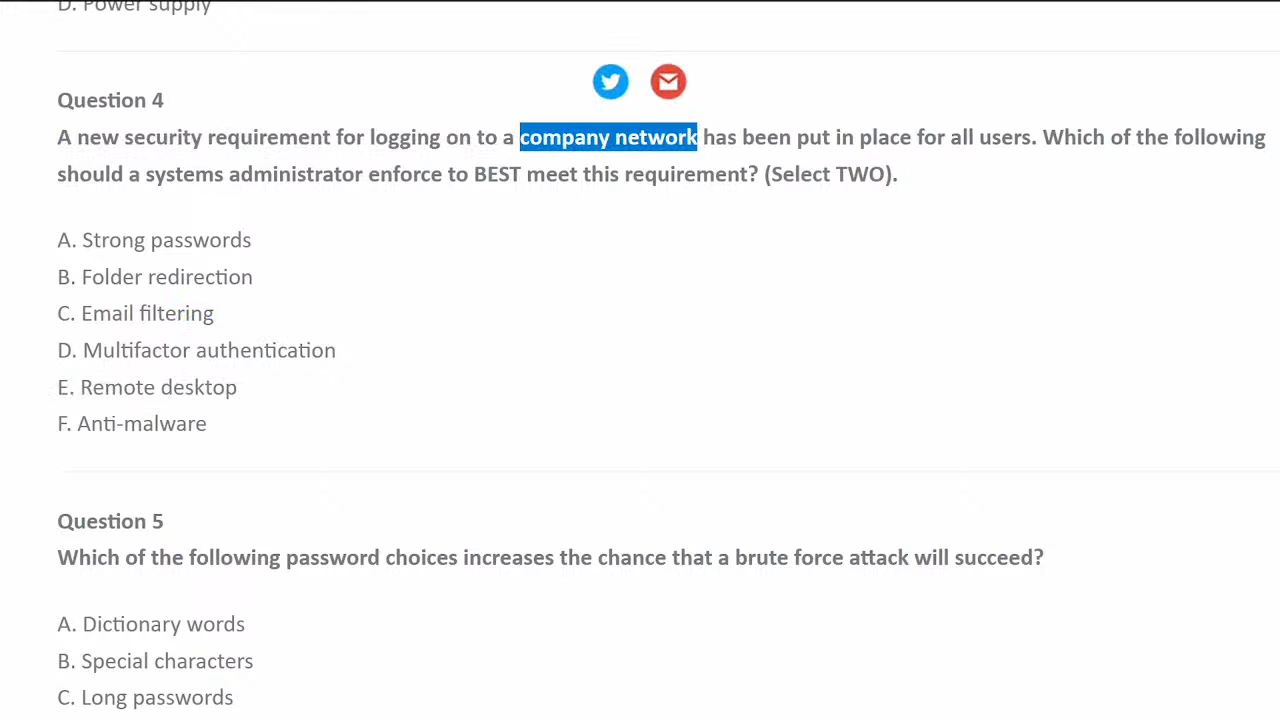 D. Power supply
Question 4
A new security requirement for logging on to a company network has been put in place for all users. Which of the following
should a systems administrator enforce to BEST meet this requirement? (Select TWO).
A. Strong passwords
B. Folder redirection
C. Email filtering
D. Multifactor authentication
E. Remote desktop
F. Anti-malware
Question 5
Which of the following password choices increases the chance that a brute force attack will succeed?
A. Dictionary words
B. Special characters
C. Long passwords